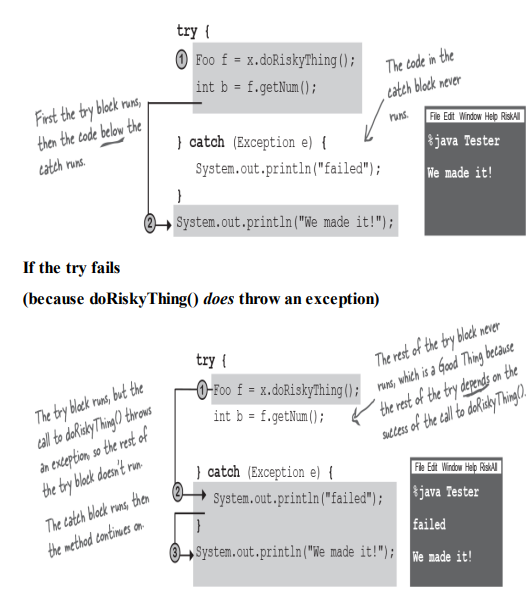 try {
1 Foo f = x.doRiskyThing();
int b = f.getNum();
The code in the
catch block never
runs.
First the try block runs,
then the code below the
catch runs.
} catch (Exception e) {
System.out.println("failed");
}
2 System.out.println("We made it!");
File Edit Window Help RiskAll
%java Tester
We made it!
If the try fails
(because doRiskyThing() does throw an exception)
try {
1 Foo f = x.doRiskyThing();
int b = f.getNum();
The rest of the try block never
runs, which is a Good Thing because
the rest of the try depends on the
success of the call to doRiskyThing().
The try block runs, but the
call to doRiskyThing() throws
an exception, so the rest of
the try block doesn't run.
The catch block runs, then
the method continues on.
} catch (Exception e) {
2 System.out.println("failed");
}
3 System.out.println("We made it!");
File Edit Window Help RiskAll
%java Tester
failed
We made it!